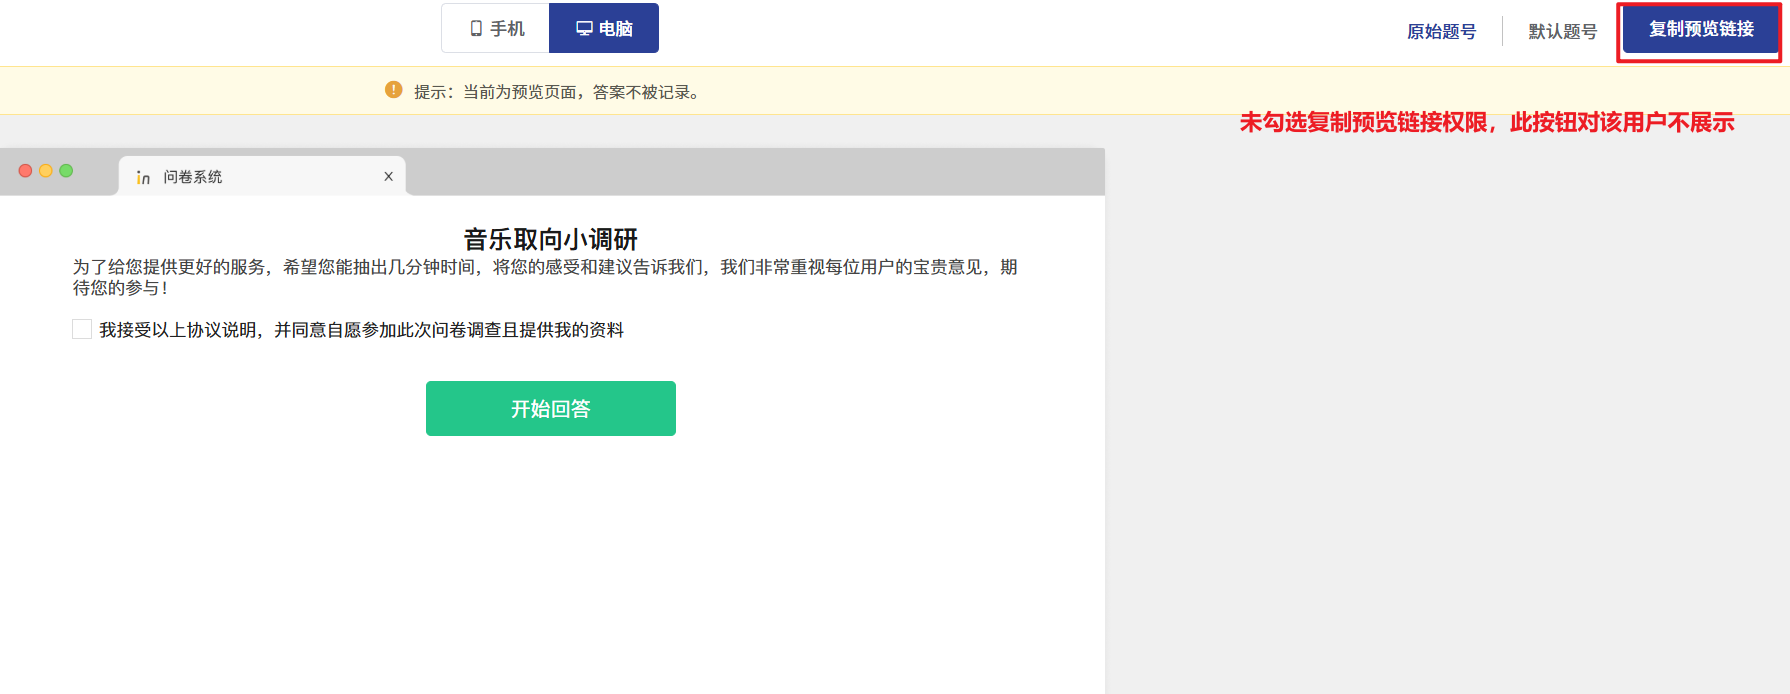 手机
电脑
原始题号
默认题号
复制预览链接
提示：当前为预览页面，答案不被记录。
未勾选复制预览链接权限，此按钮对该用户不展示
in 问卷系统 X
音乐取向小调研
为了给您提供更好的服务，希望您能抽出几分钟时间，将您的感受和建议告诉我们，我们非常重视每位用户的宝贵意见，期
待您的参与！
我接受以上协议说明，并同意自愿参加此次问卷调查且提供我的资料
开始回答